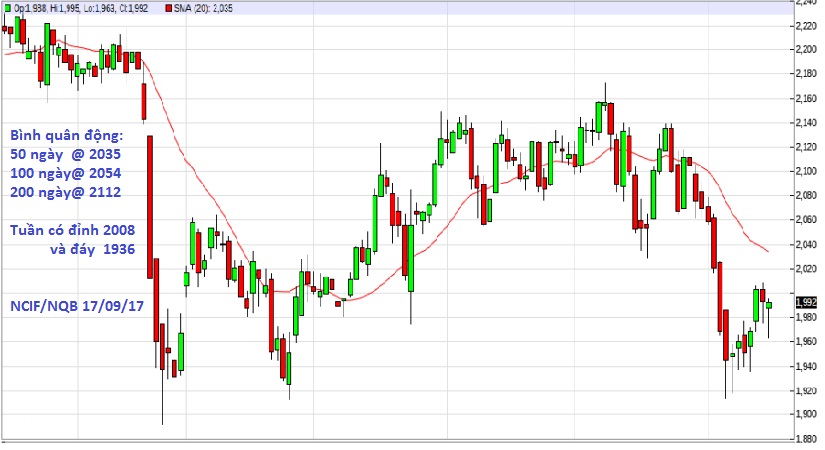 Op:1,988, Hi:1,995, Lo:1,963, Cl:1,992 SMA (20): 2,035
2,240
2,220
2,200
2,180
2,160
2,140
2,120
2,100
2,080
2,060
2,040
2,020
2,000
1,992
1,980
1,960
1,940
1,920
1,900
1,880
Bình quân động:
50 ngày @ 2035
100 ngày@ 2054
200 ngày@ 2112
Tuần có đỉnh 2008
và đáy 1936
NCIF/NQB 17/09/17